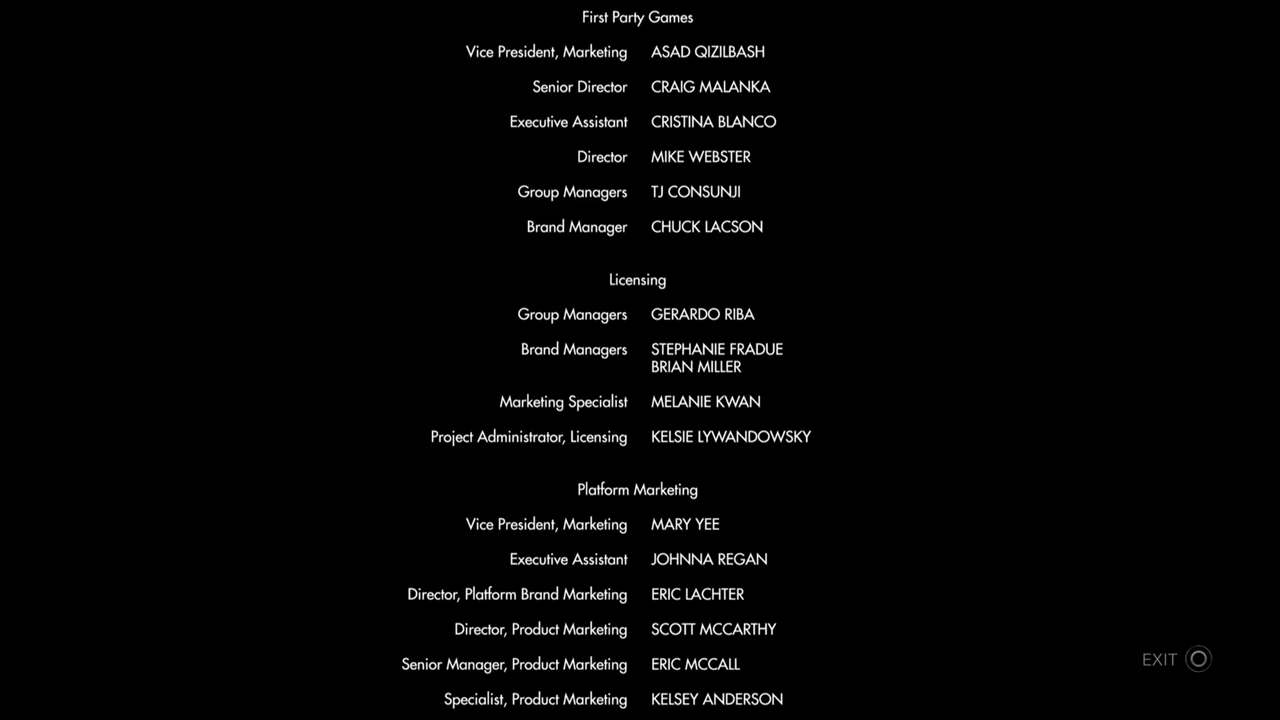 First Party Games
Vice President, Marketing ASAD QIZILBASH
Senior Director CRAIG MALANKA
Executive Assistant CRISTINA BLANCO
Director MIKE WEBSTER
Group Managers TJ CONSUNJI
Brand Manager CHUCK LACSON
Licensing
Group Managers GERARDO RIBA
Brand Managers STEPHANIE FRADUE
BRIAN MILLER
Marketing Specialist MELANIE KWAN
Project Administrator, Licensing KELSIE LYWANDOWSKY
Platform Marketing
Vice President, Marketing MARY YEE
Executive Assistant JOHNNA REGAN
Director, Platform Brand Marketing ERIC LACHTER
Director, Product Marketing SCOTT MCCARTHY
Senior Manager, Product Marketing ERIC MCCALL
EXIT
Specialist, Product Marketing KELSEY ANDERSON